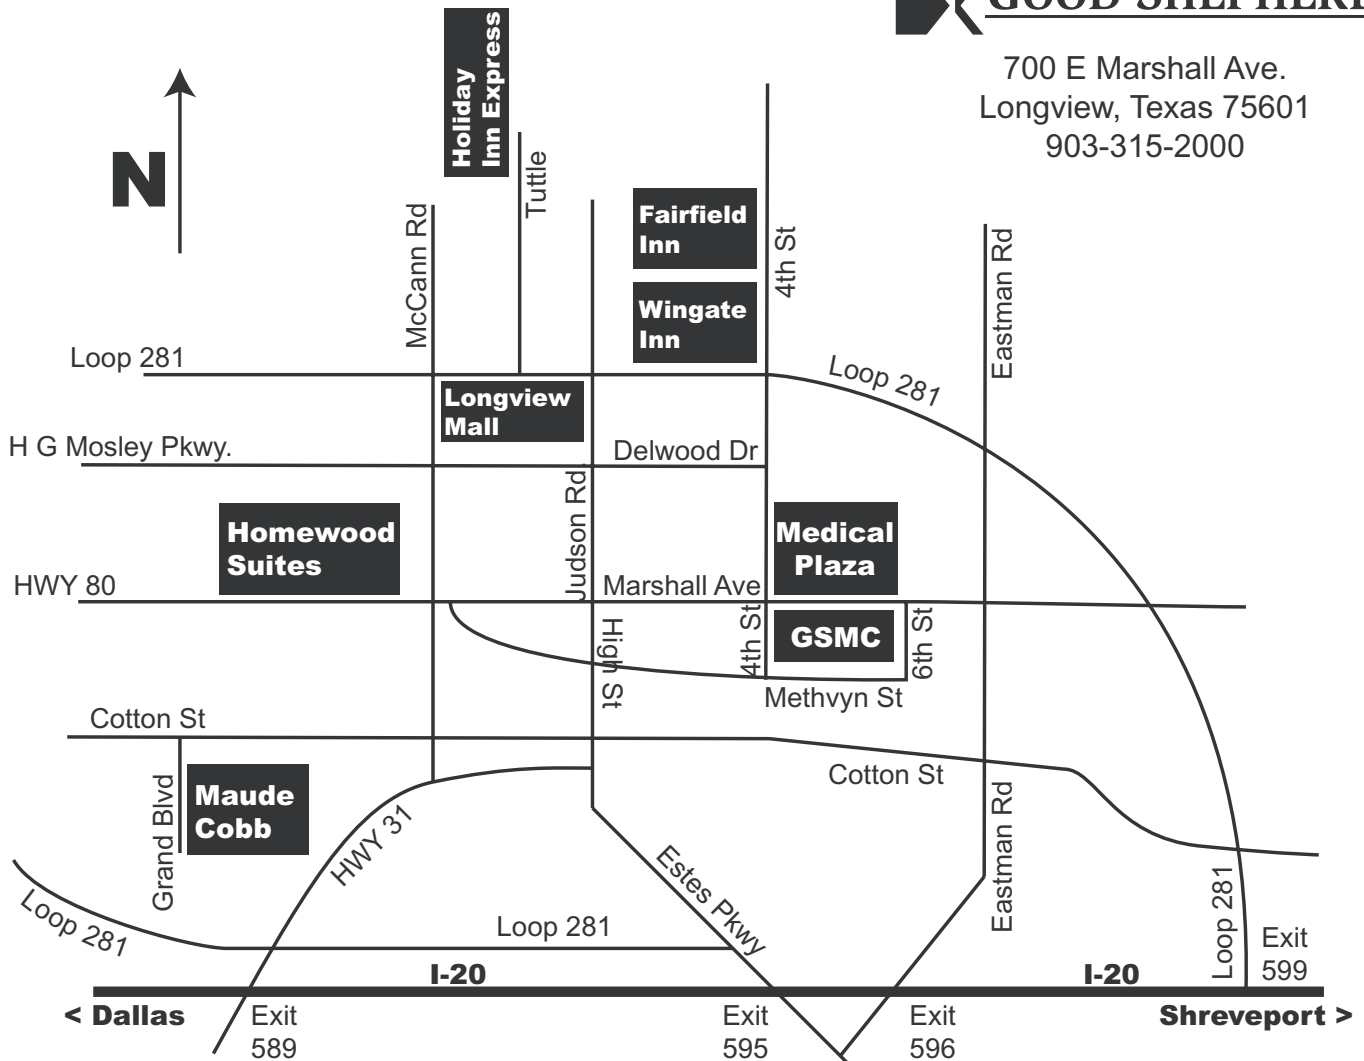 GOOD SHEPHERD
700 E Marshall Ave.
Longview, Texas 75601
903-315-2000
N
Holiday
Inn Express
Tuttle
McCann Rd
Fairfield
Inn
Wingate
Inn
4th St
Eastman Rd
Loop 281
Loop 281
Longview
Mall
H G Mosley Pkwy.
Delwood Dr
Judson Rd.
Homewood
Suites
Medical
Plaza
HWY 80
Marshall Ave
GSMC
4th St
6th St
High St
Methvyn St
Cotton St
Cotton St
Grand Blvd
Maude
Cobb
HWY 31
Estes Pkwy
Eastman Rd
Loop 281
Loop 281
Loop 281
Exit
599
I-20
I-20
< Dallas
Exit
589
Exit
595
Exit
596
Shreveport >